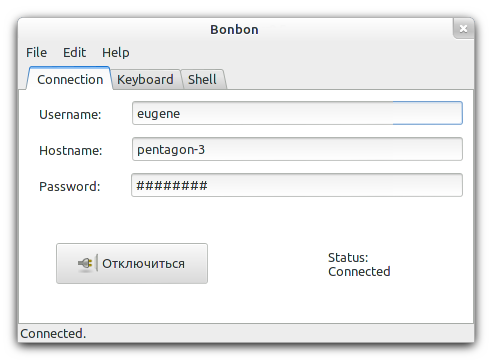 Bonbon
File Edit Help
Connection Keyboard Shell
Username: eugene
Hostname: pentagon-3
Password: ########
Отключиться
Status:
Connected
Connected.